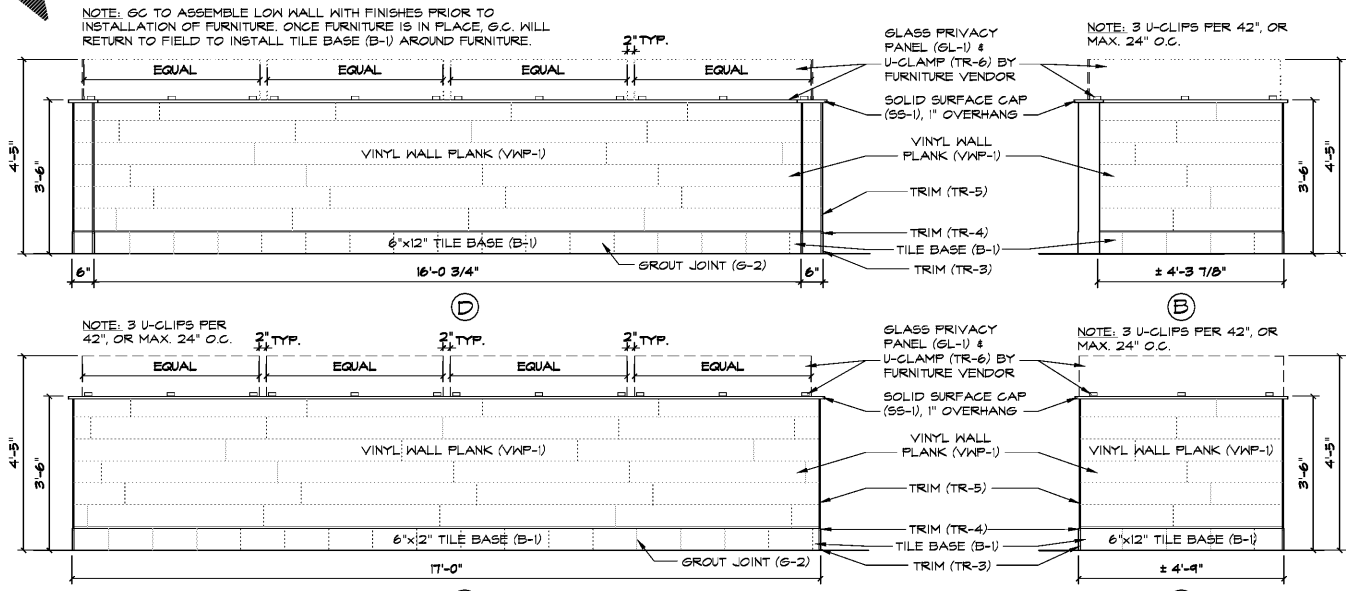 NOTE: GC TO ASSEMBLE LOW WALL WITH FINISHES PRIOR TO
INSTALLATION OF FURNITURE. ONCE FURNITURE IS IN PLACE, G.C. WILL
RETURN TO FIELD TO INSTALL TILE BASE (B-1) AROUND FURNITURE.
2" TYP.
EQUAL
EQUAL
EQUAL
EQUAL
4'-5"
3'-6"
VINYL WALL PLANK (VWP-1)
6"x12" TILE BASE (B-1)
GROUT JOINT (G-2)
6"
16'-0 3/4"
6"
D
GLASS PRIVACY
PANEL (GL-1) &
U-CLAMP (TR-6) BY
FURNITURE VENDOR
SOLID SURFACE CAP
(SS-1), 1" OVERHANG
VINYL WALL
PLANK (VWP-1)
TRIM (TR-5)
TRIM (TR-4)
TILE BASE (B-1)
TRIM (TR-3)
NOTE: 3 U-CLIPS PER 42", OR
MAX. 24" O.C.
3'-6"
4'-5"
± 4'-3 7/8"
B
NOTE: 3 U-CLIPS PER
42", OR MAX. 24" O.C.
2" TYP.
2" TYP.
2" TYP.
EQUAL
EQUAL
EQUAL
EQUAL
4'-5"
3'-6"
VINYL WALL PLANK (VWP-1)
6"x12" TILE BASE (B-1)
GROUT JOINT (G-2)
17'-0"
GLASS PRIVACY
PANEL (GL-1) &
U-CLAMP (TR-6) BY
FURNITURE VENDOR
SOLID SURFACE CAP
(SS-1), 1" OVERHANG
VINYL WALL
PLANK (VWP-1)
TRIM (TR-5)
TRIM (TR-4)
TILE BASE (B-1)
TRIM (TR-3)
NOTE: 3 U-CLIPS PER 42", OR
MAX. 24" O.C.
VINYL WALL PLANK (VWP-1)
6"x12" TILE BASE (B-1)
3'-6"
4'-5"
± 4'-9"